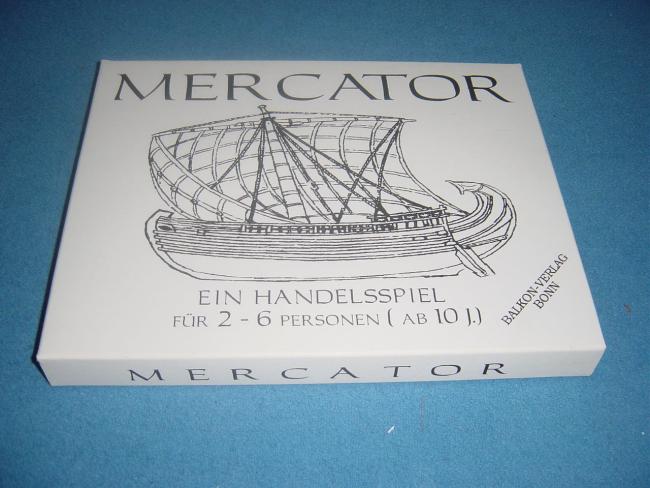 MERCATOR
EIN HANDELSSPIEL
FÜR 2 - 6 PERSONEN ( AB 10 J.)
BALKON-VERLAG
BONN
MERCATOR